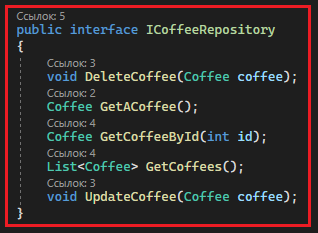 Ссылок: 5
public interface ICoffeeRepository
{
Ссылок: 3
void DeleteCoffee(Coffee coffee);
Ссылок: 2
Coffee GetACoffee();
Ссылок: 4
Coffee GetCoffeeById(int id);
Ссылок: 4
List<Coffee> GetCoffees();
Ссылок: 3
void UpdateCoffee(Coffee coffee);
}